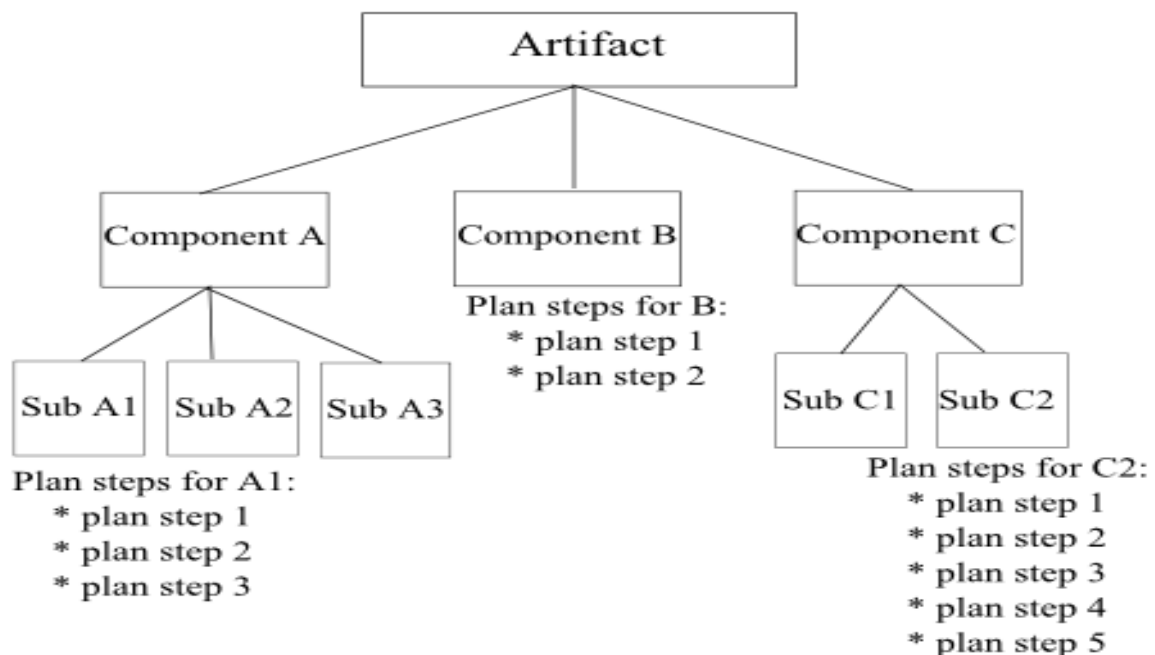 Artifact
Component A
Component B
Component C
Plan steps for B:
* plan step 1
* plan step 2
Sub A1
Sub A2
Sub A3
Sub C1
Sub C2
Plan steps for A1:
* plan step 1
* plan step 2
* plan step 3
Plan steps for C2:
* plan step 1
* plan step 2
* plan step 3
* plan step 4
* plan step 5